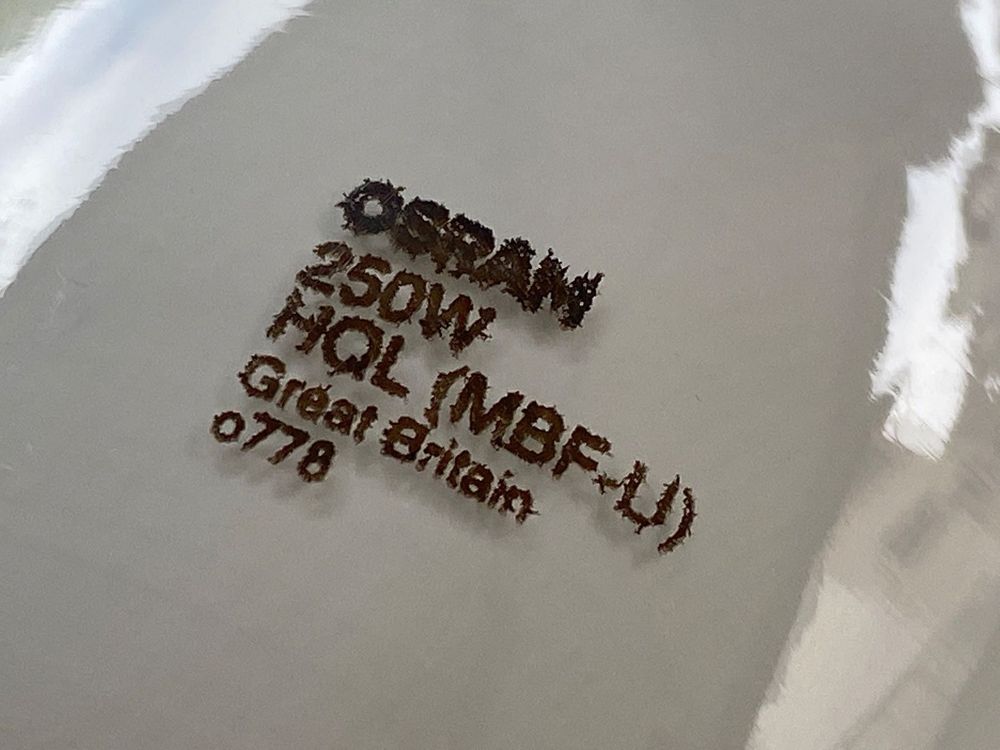 OSRAM
250W
HQL (MBF-U)
Great Britain
o778